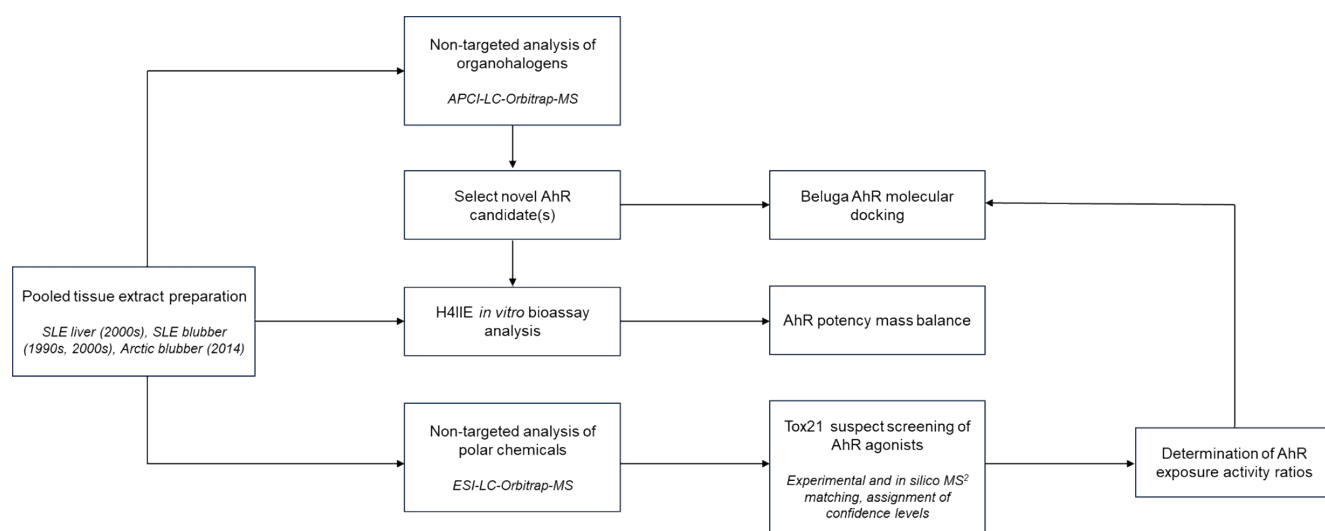 Non-targeted analysis of
organohalogens
APCI-LC-Orbitrap-MS
Select novel AhR
candidate(s)
Beluga AhR molecular
docking
Pooled tissue extract preparation
SLE liver (2000s), SLE blubber
(1990s, 2000s), Arctic blubber (2014)
H4IIE in vitro bioassay
analysis
AhR potency mass balance
Non-targeted analysis of
polar chemicals
ESI-LC-Orbitrap-MS
Tox21 suspect screening of
AhR agonists
Experimental and in silico MS²
matching, assignment of
confidence levels
Determination of AhR
exposure activity ratios